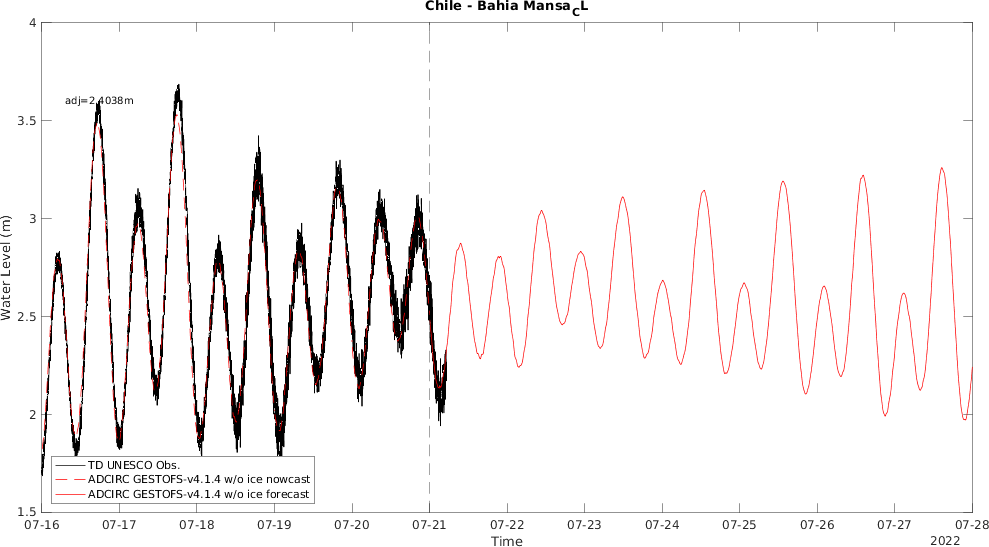 Chile - Bahia Mansa_CL
4
3.5
3
2.5
2
1.5
Water Level (m)
adj=2.4038m
TD UNESCO Obs.
ADCIRC GESTOFS-v4.1.4 w/o ice nowcast
ADCIRC GESTOFS-v4.1.4 w/o ice forecast
07-16 07-17 07-18 07-19 07-20 07-21 07-22 07-23 07-24 07-25 07-26 07-27 07-28
Time
2022